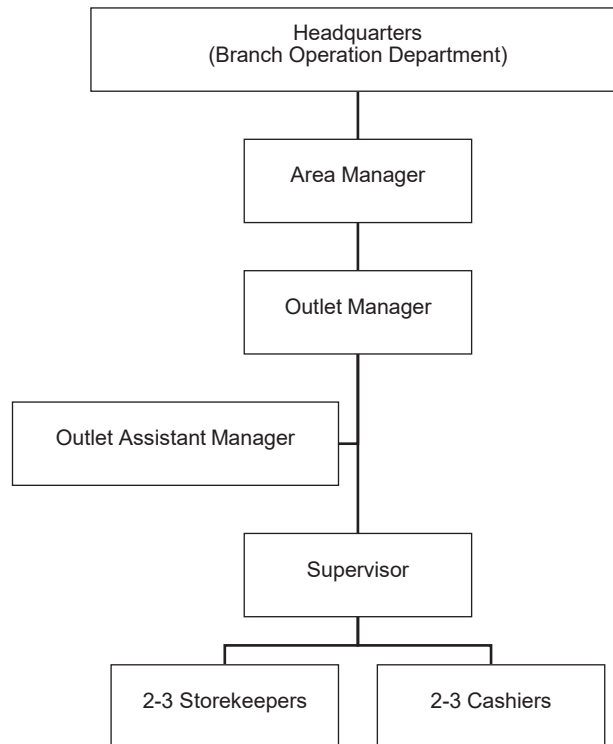 Headquarters
(Branch Operation Department)
Area Manager
Outlet Manager
Outlet Assistant Manager
Supervisor
2-3 Storekeepers
2-3 Cashiers